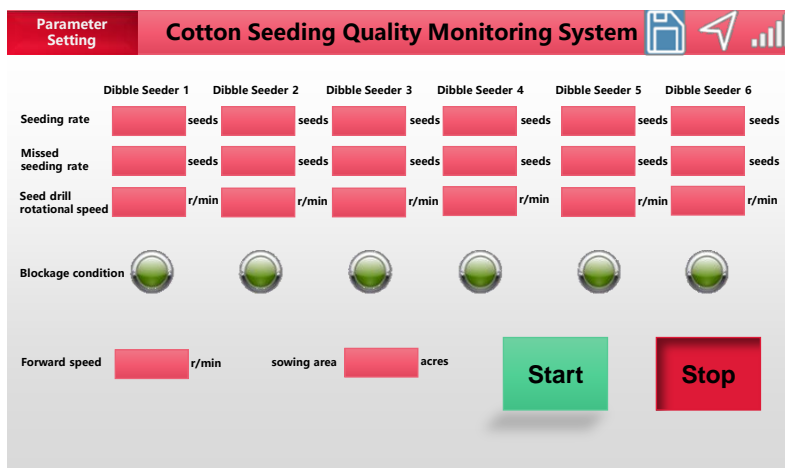 Parameter
Setting
Cotton Seeding Quality Monitoring System
Dibble Seeder 1 Dibble Seeder 2 Dibble Seeder 3 Dibble Seeder 4 Dibble Seeder 5 Dibble Seeder 6
Seeding rate seeds seeds seeds seeds seeds seeds
Missed
seeding rate seeds seeds seeds seeds seeds seeds
Seed drill
rotational speed r/min r/min r/min r/min r/min r/min
Blockage condition
Forward speed r/min sowing area acres
Start
Stop